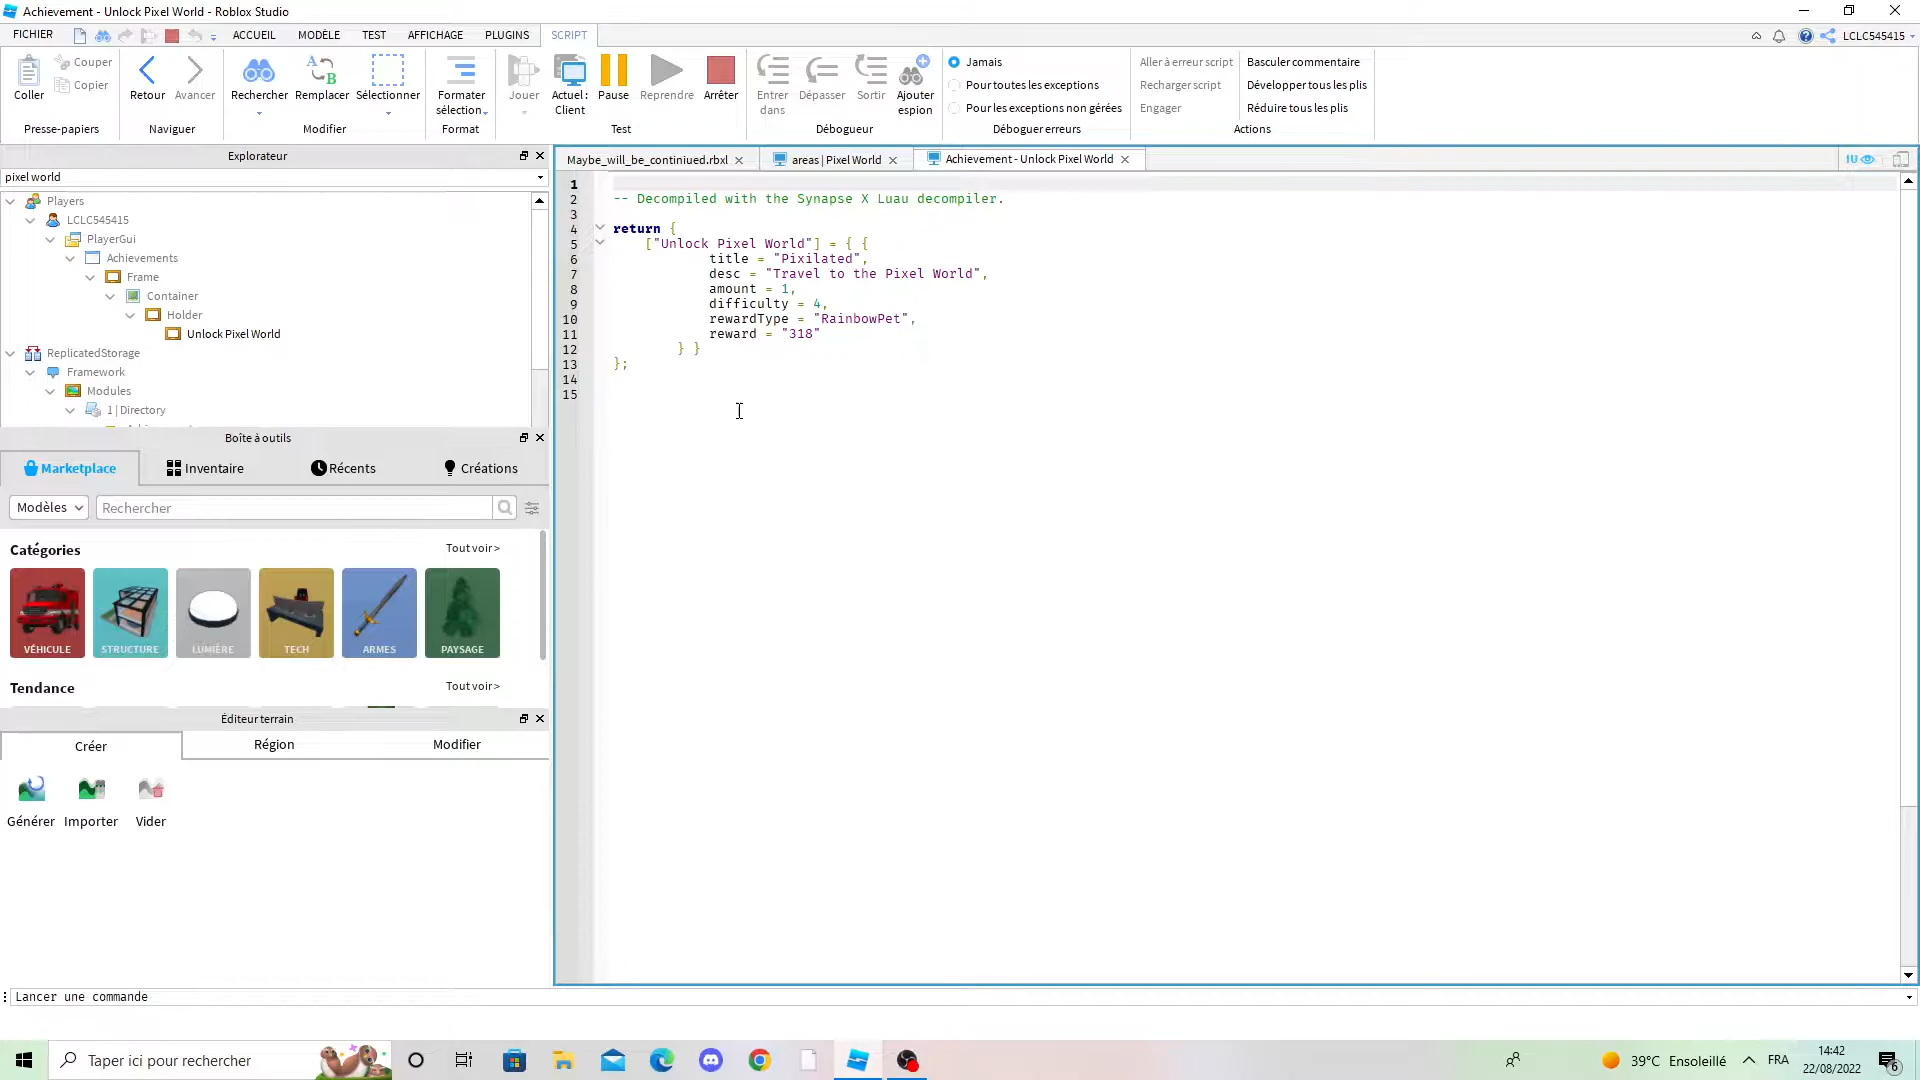 Achievement - Unlock Pixel World - Roblox Studio
FICHIER ACCUEIL MODÈLE TEST AFFICHAGE PLUGINS SCRIPT LCLC545415
Coller Couper Copier Retour Avancer Rechercher Remplacer Sélectionner Formater sélection Jouer Actuel : Client Pause Reprendre Arrêter Entrer dans Dépasser Sortir Ajouter espion
Jamais
Pour toutes les exceptions
Pour les exceptions non gérées
Aller à erreur script Basculer commentaire
Recharger script Développer tous les plis
Engager Réduire tous les plis
Presse-papiers Naviguer Modifier Format Test Débogueur Déboguer erreurs Actions
Explorateur
pixel world
Players
LCLC545415
PlayerGui
Achievements
Frame
Container
Holder
Unlock Pixel World
ReplicatedStorage
Framework
Modules
1 | Directory
Maybe_will_be_continiued.rbxl areas | Pixel World Achievement - Unlock Pixel World
IU
1
2 -- Decompiled with the Synapse X Luau decompiler.
3
4 return {
5 ["Unlock Pixel World"] = { {
6 title = "Pixilated",
7 desc = "Travel to the Pixel World",
8 amount = 1,
9 difficulty = 4,
10 rewardType = "RainbowPet",
11 reward = "318"
12 } }
13 };
14
15
Boîte à outils
Marketplace Inventaire Récents Créations
Modèles Rechercher
Catégories Tout voir >
VÉHICULE STRUCTURE LUMIÈRE TECH ARMES PAYSAGE
Tendance Tout voir >
Éditeur terrain
Créer Région Modifier
Générer Importer Vider
Lancer une commande
Taper ici pour rechercher
39°C Ensoleillé FRA 14:42
22/08/2022
6